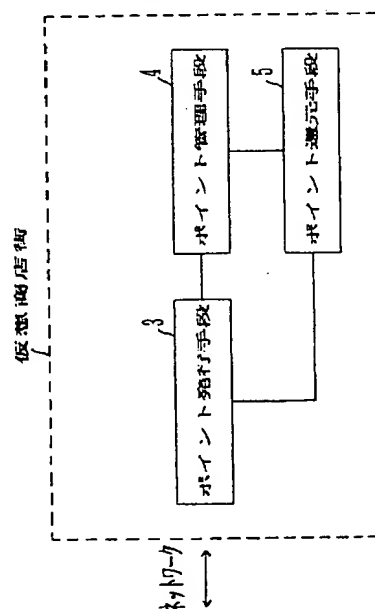 仮想商店街
ポイント発行手段
3
ポイント管理手段
4
ポイント還元手段
5
ネットワーク